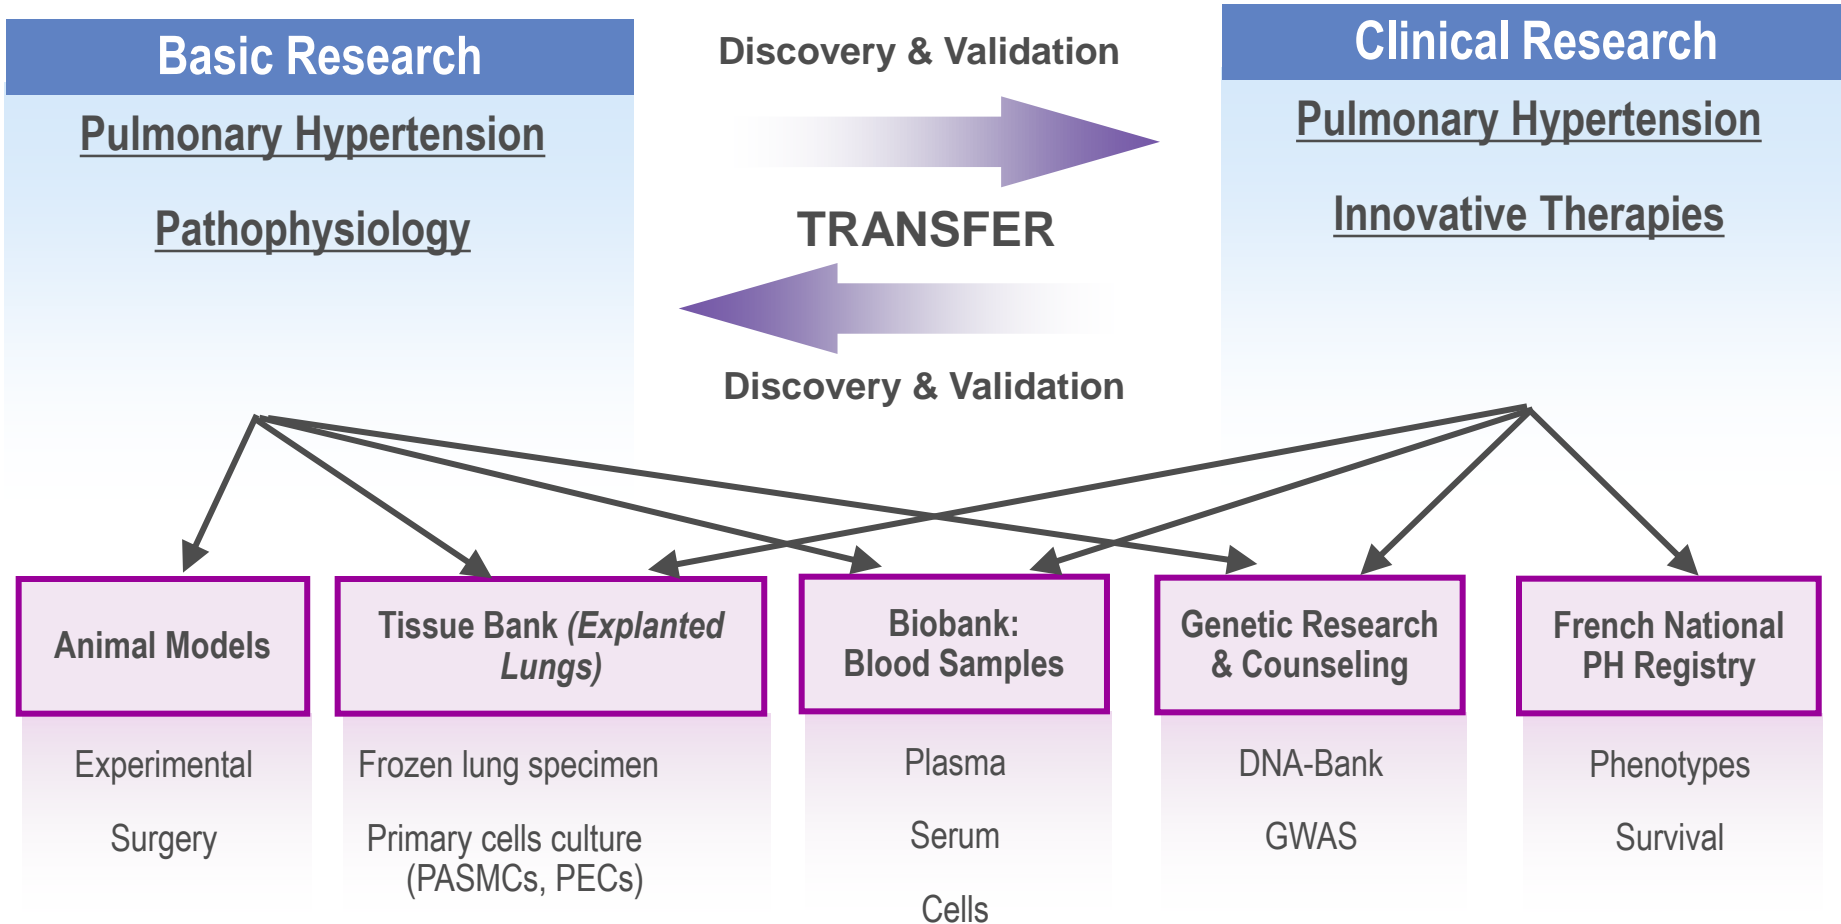 Basic Research
Pulmonary Hypertension
Pathophysiology
Discovery & Validation
TRANSFER
Discovery & Validation
Clinical Research
Pulmonary Hypertension
Innovative Therapies
Animal Models
Experimental
Surgery
Tissue Bank (Explanted
Lungs)
Frozen lung specimen
Primary cells culture
(PASMCs, PECs)
Biobank:
Blood Samples
Plasma
Serum
Cells
Genetic Research
& Counseling
DNA-Bank
GWAS
French National
PH Registry
Phenotypes
Survival